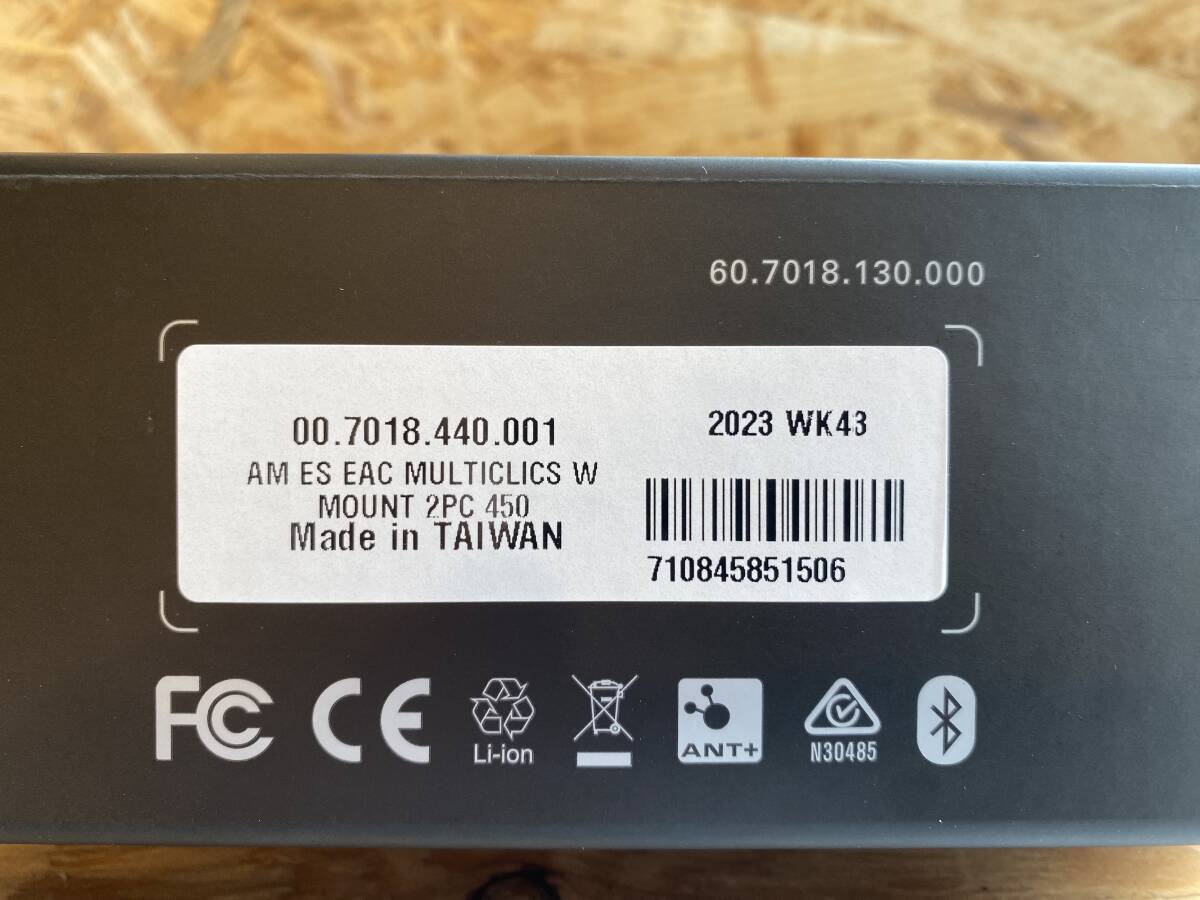 60.7018.130.000
00.7018.440.001
2023 WK43
AM ES EAC MULTICLICS W
MOUNT 2PC 450
Made in TAIWAN
710845851506
FC CE
Li-ion
ANT+
N30485